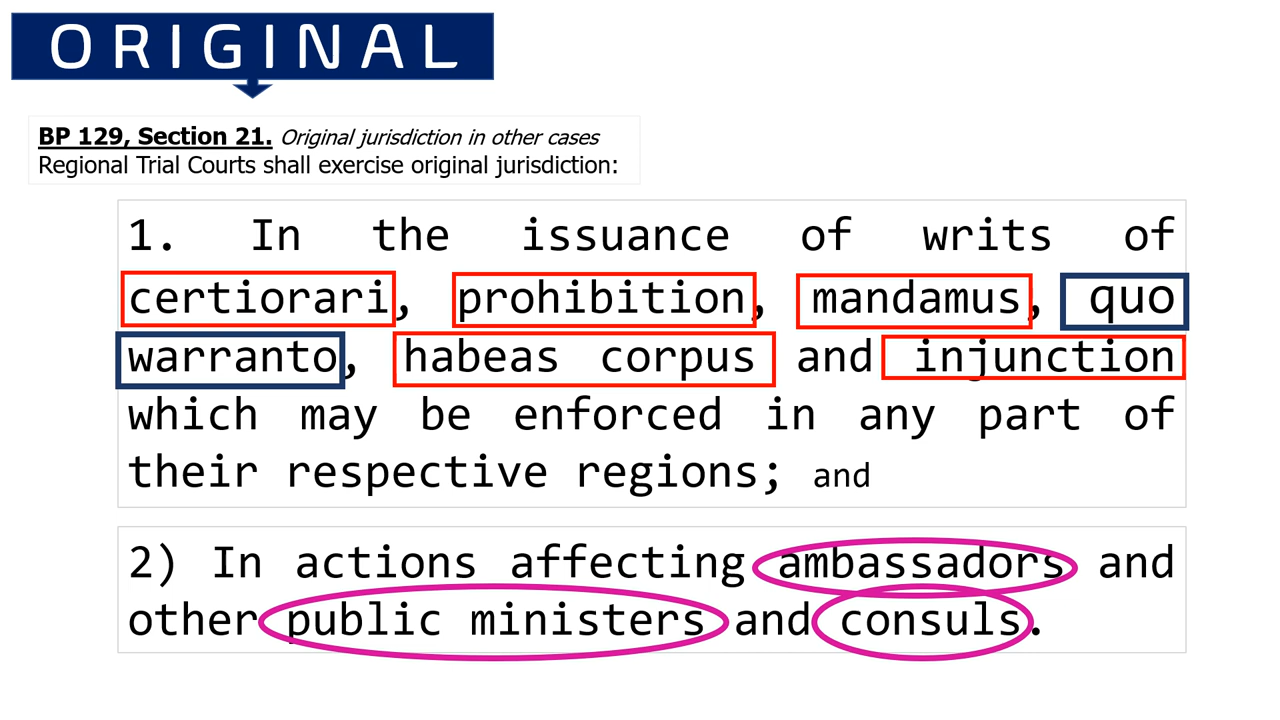 ORIGINAL
BP 129, Section 21. Original jurisdiction in other cases
Regional Trial Courts shall exercise original jurisdiction:
1. In the issuance of writs of
certiorari, prohibition, mandamus, quo
warranto, habeas corpus and injunction
which may be enforced in any part of
their respective regions; and
2) In actions affecting ambassadors and
other public ministers and consuls.